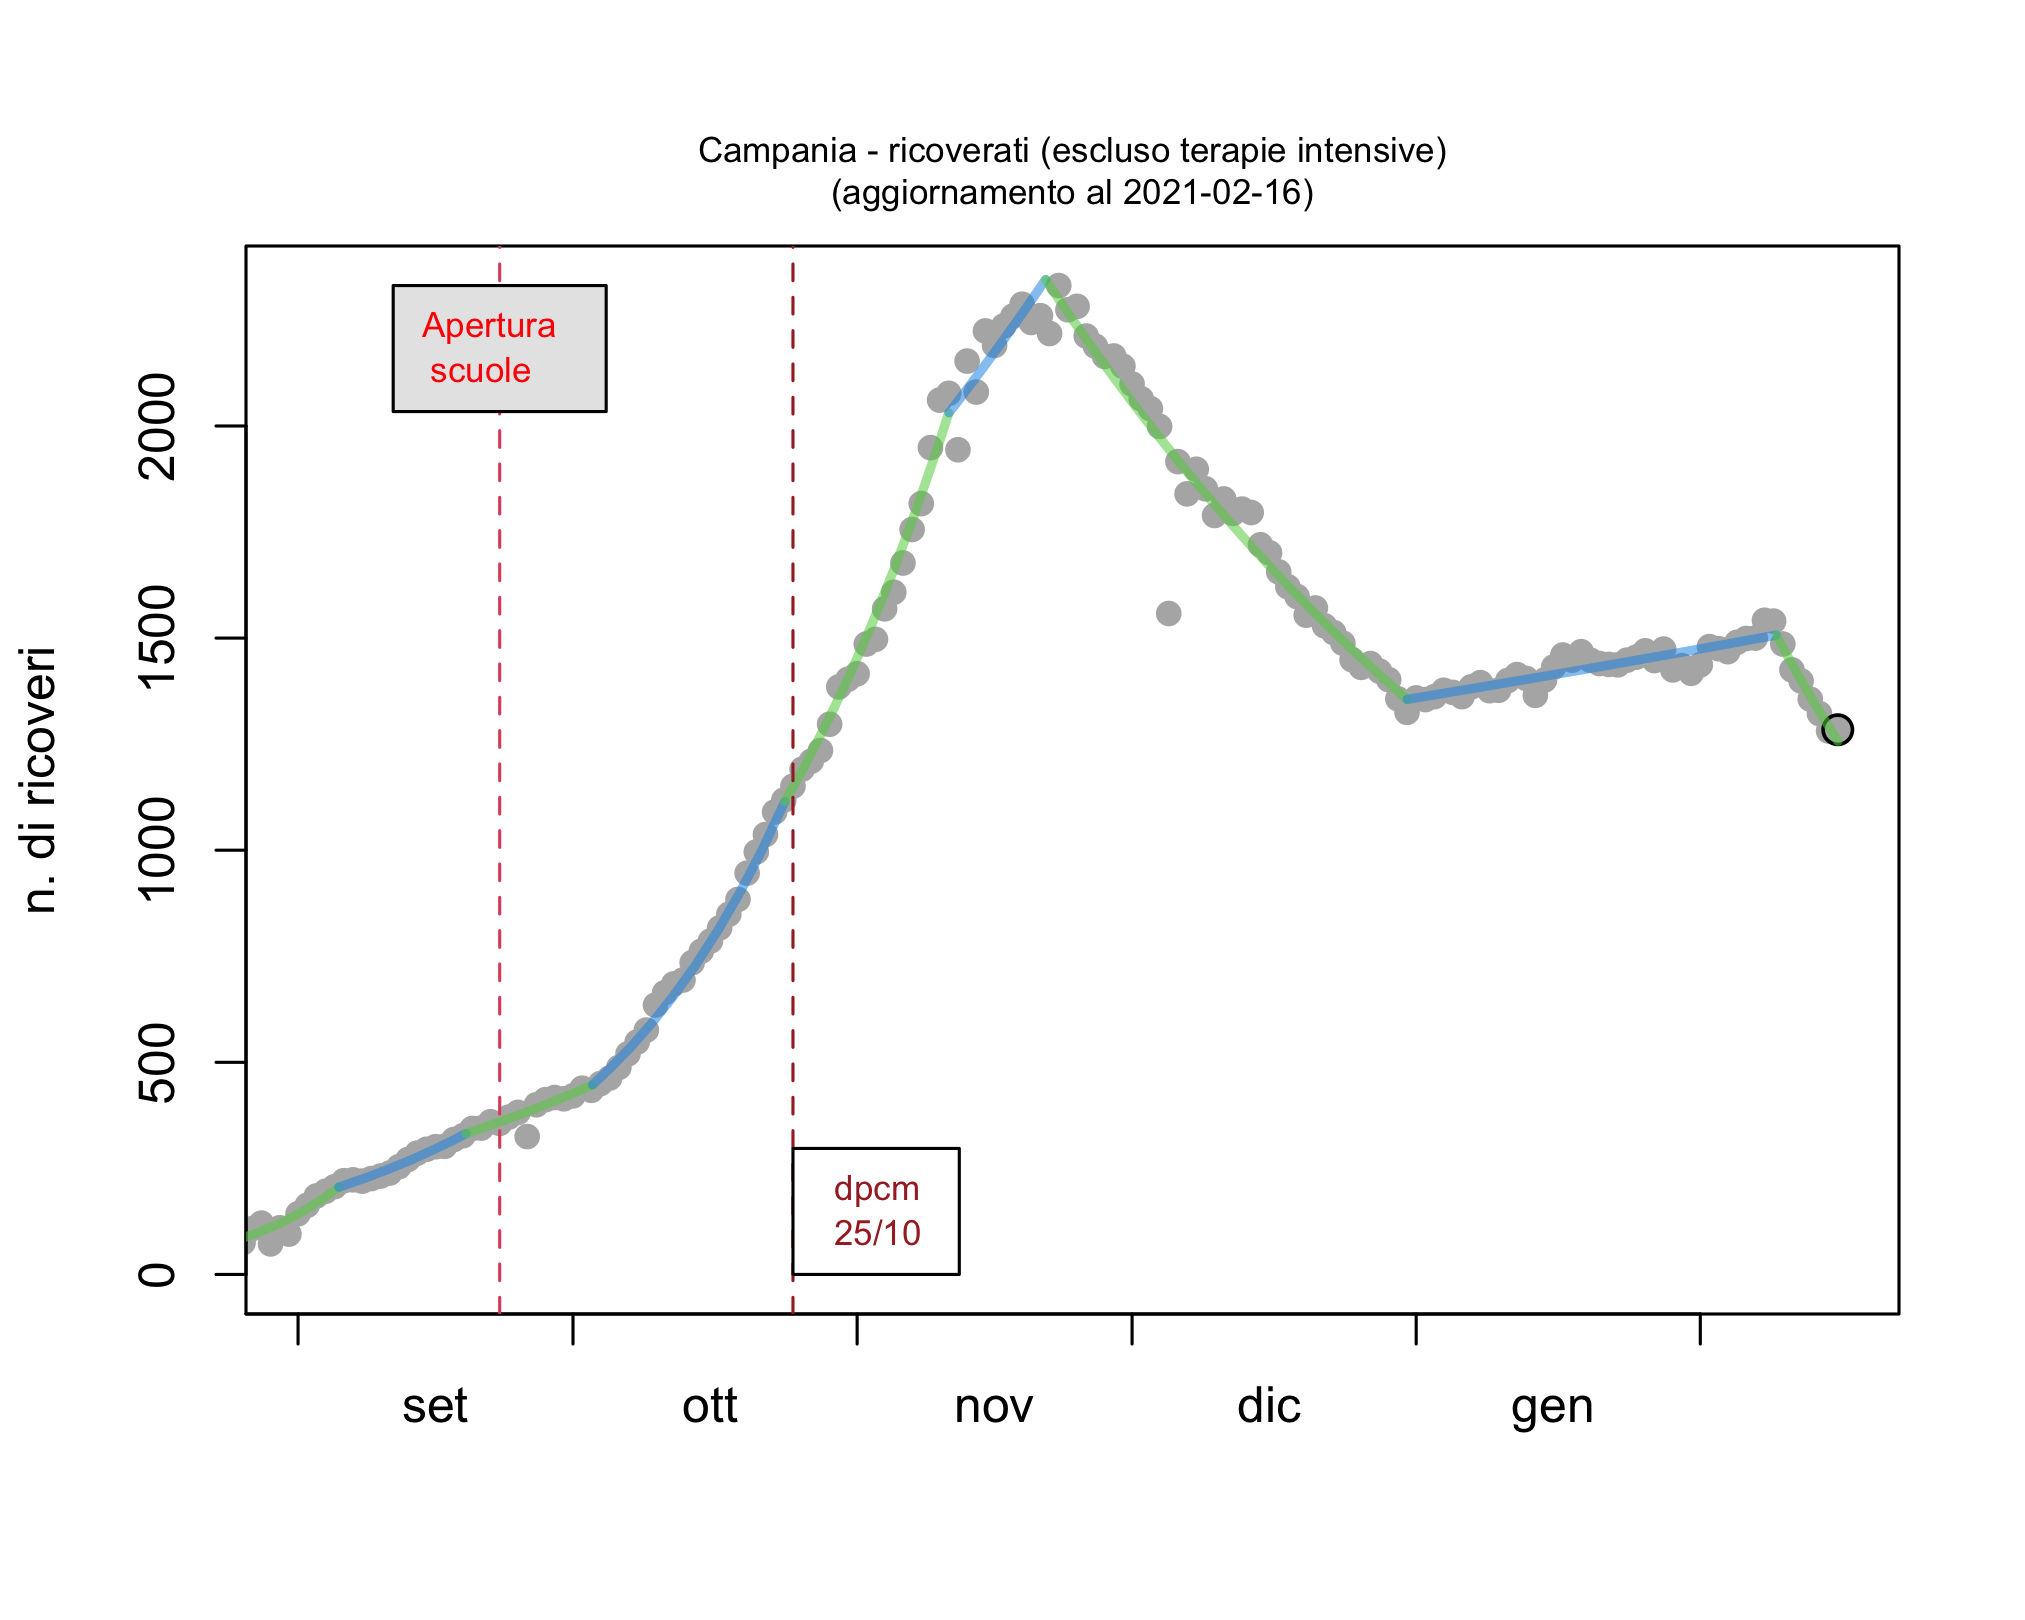 Campania - ricoverati (escluso terapie intensive)
(aggiornamento al 2021-02-16)
Apertura
scuole
n. di ricoveri
2000
1500
1000
500
0
dpcm
25/10
set ott nov dic gen